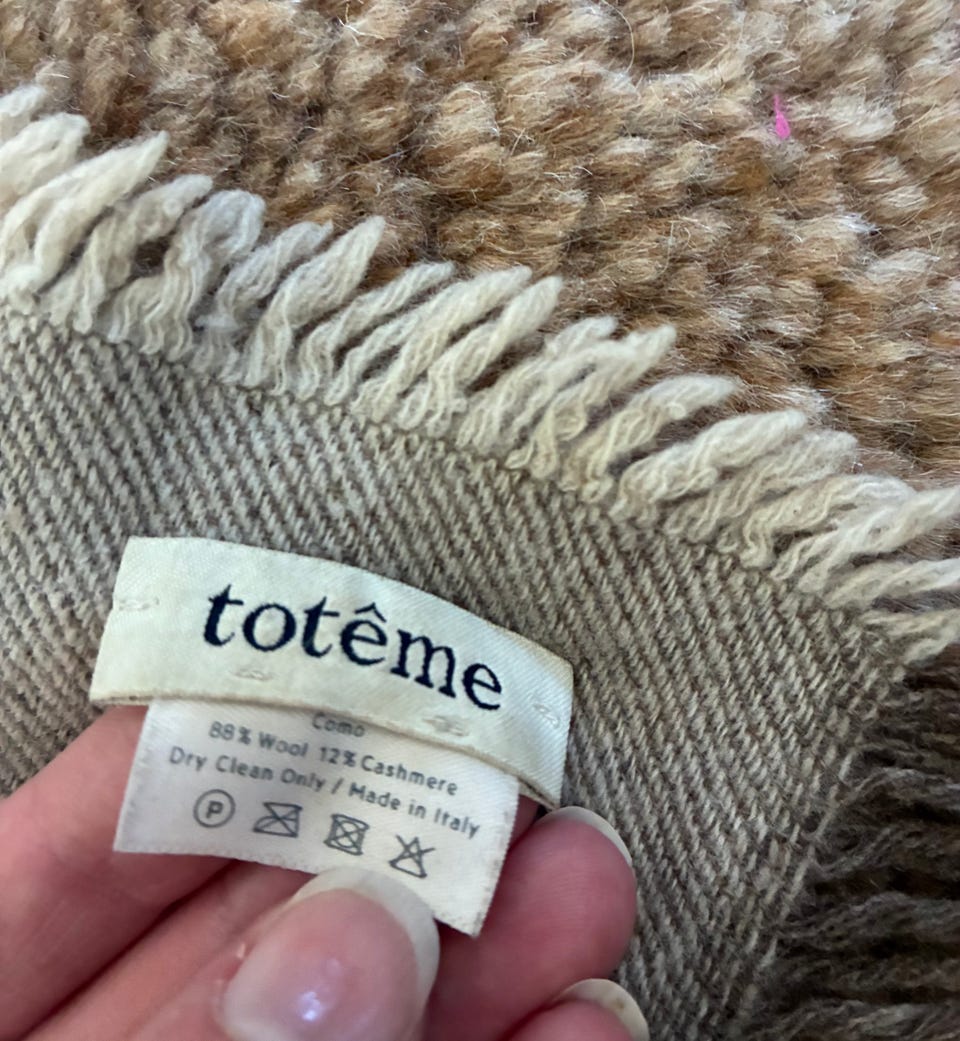 totême
Como
88% Wool 12% Cashmere
Dry Clean Only / Made in Italy
P